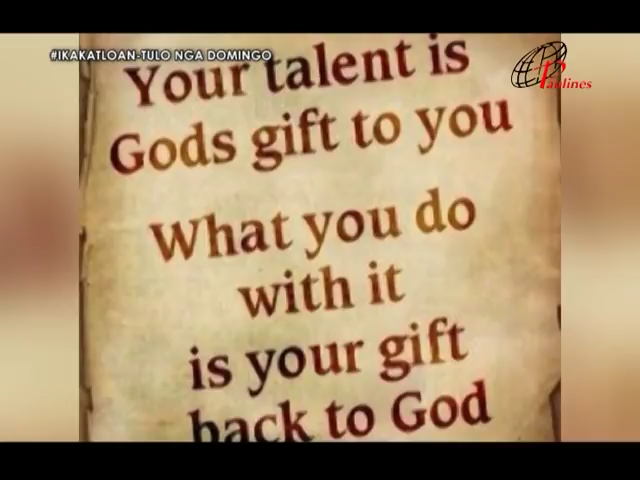 #IKAKATLOAN-TULO NGA DOMINGO
Paulines
Your talent is
Gods gift to you
What you do
with it
is your gift
back to God